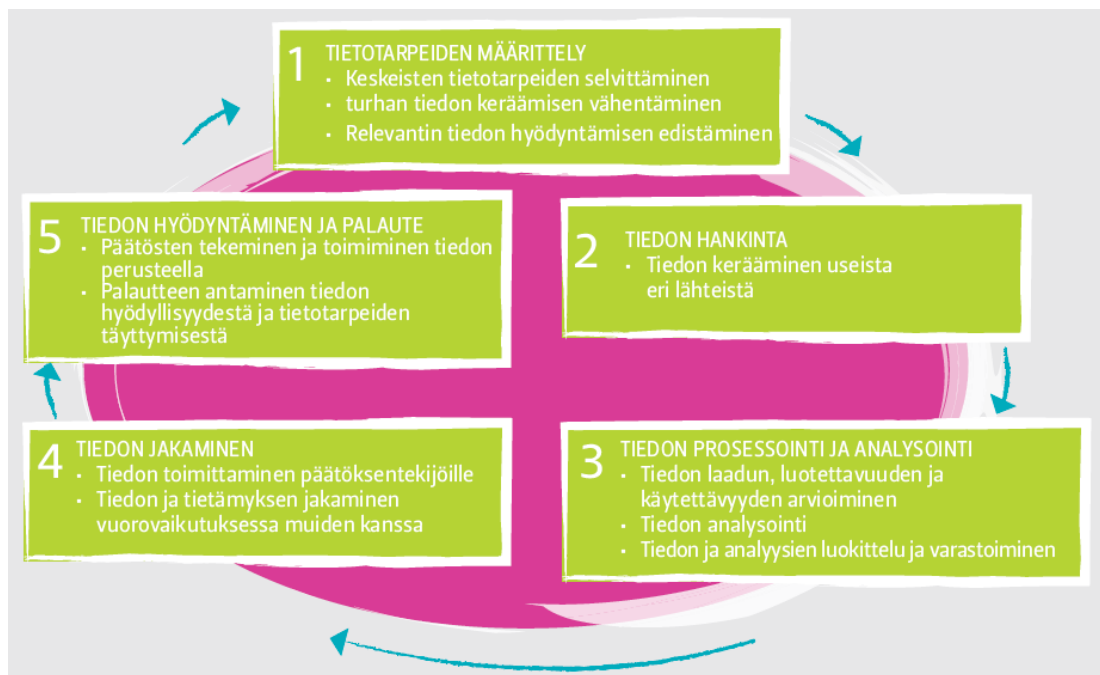 1 TIETOTARPEIDEN MÄÄRITTELY
• Keskeisten tietotarpeiden selvittäminen
• turhan tiedon keräämisen vähentäminen
• Relevantin tiedon hyödyntämisen edistäminen
2 TIEDON HANKINTA
• Tiedon kerääminen useista
eri lähteistä
3 TIEDON PROSESSOINTI JA ANALYSOINTI
• Tiedon laadun, luotettavuuden ja
käytettävyyden arvioiminen
• Tiedon analysointi
• Tiedon ja analyysien luokittelu ja varastoiminen
4 TIEDON JAKAMINEN
• Tiedon toimittaminen päätöksentekijöille
• Tiedon ja tietämyksen jakaminen
vuorovaikutuksessa muiden kanssa
5 TIEDON HYÖDYNTÄMINEN JA PALAUTE
• Päätösten tekeminen ja toimiminen tiedon
perusteella
• Palautteen antaminen tiedon
hyödyllisyydestä ja tietotarpeiden
täyttymisestä